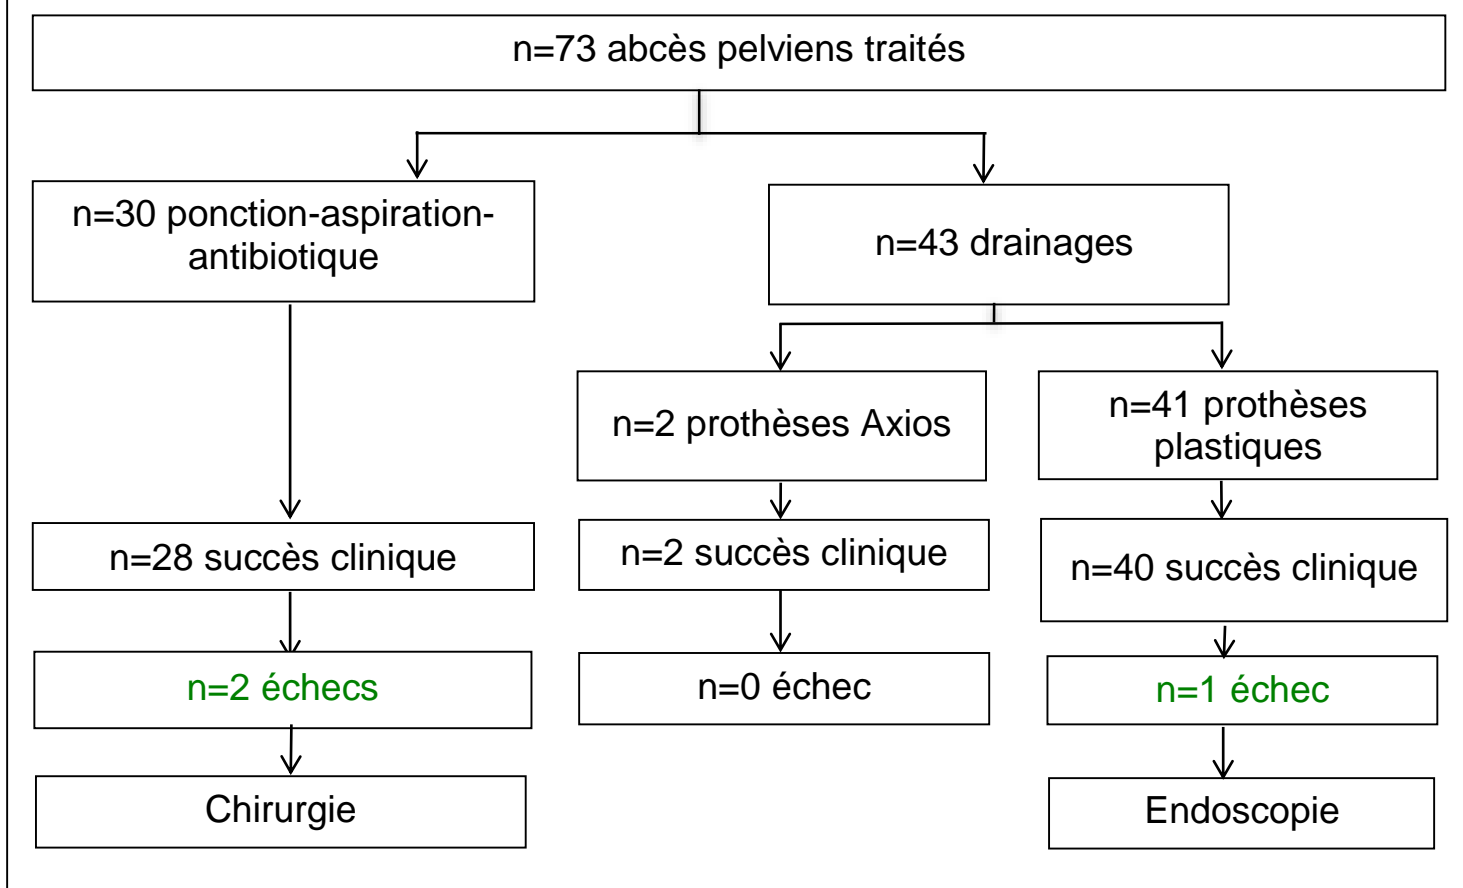 n=73 abcès pelviens traités
n=30 ponction-aspiration-
antibiotique
n=43 drainages
n=2 prothèses Axios
n=41 prothèses
plastiques
n=28 succès clinique
n=2 succès clinique
n=40 succès clinique
n=2 échecs
n=0 échec
n=1 échec
Chirurgie
Endoscopie